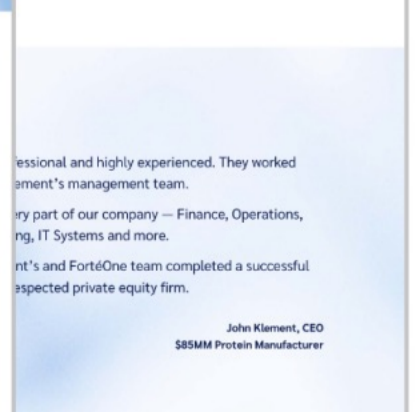 essional and highly experienced. They worked
ement's management team.
ry part of our company — Finance, Operations,
ng, IT Systems and more.
nt's and FortéOne team completed a successful
espected private equity firm.
John Klement, CEO
$85MM Protein Manufacturer